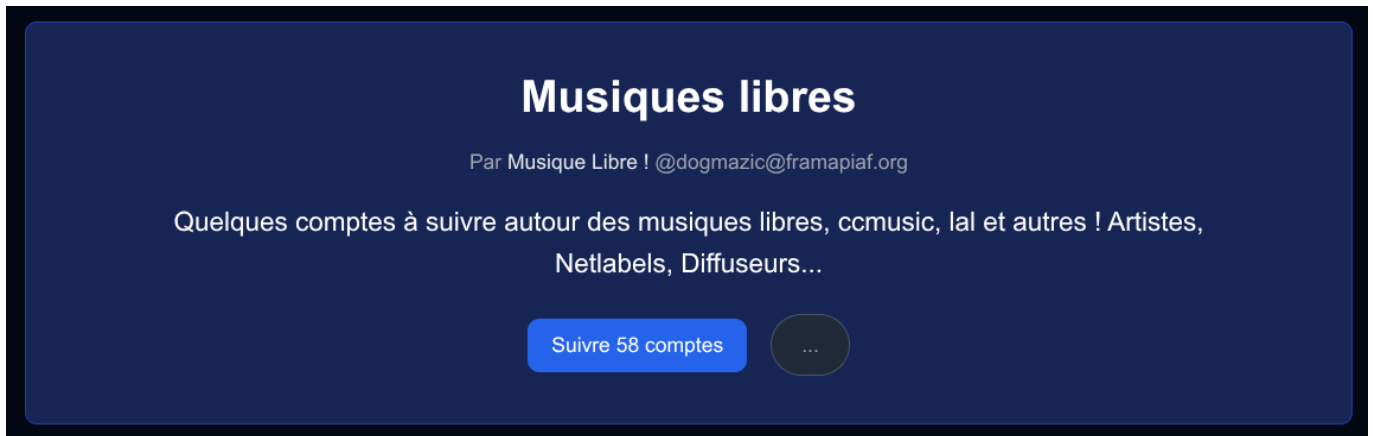 Musiques libres
Par Musique Libre ! @dogmazic@framapiaf.org
Quelques comptes à suivre autour des musiques libres, ccmusic, lal et autres ! Artistes,
Netlabels, Diffuseurs...
Suivre 58 comptes
...